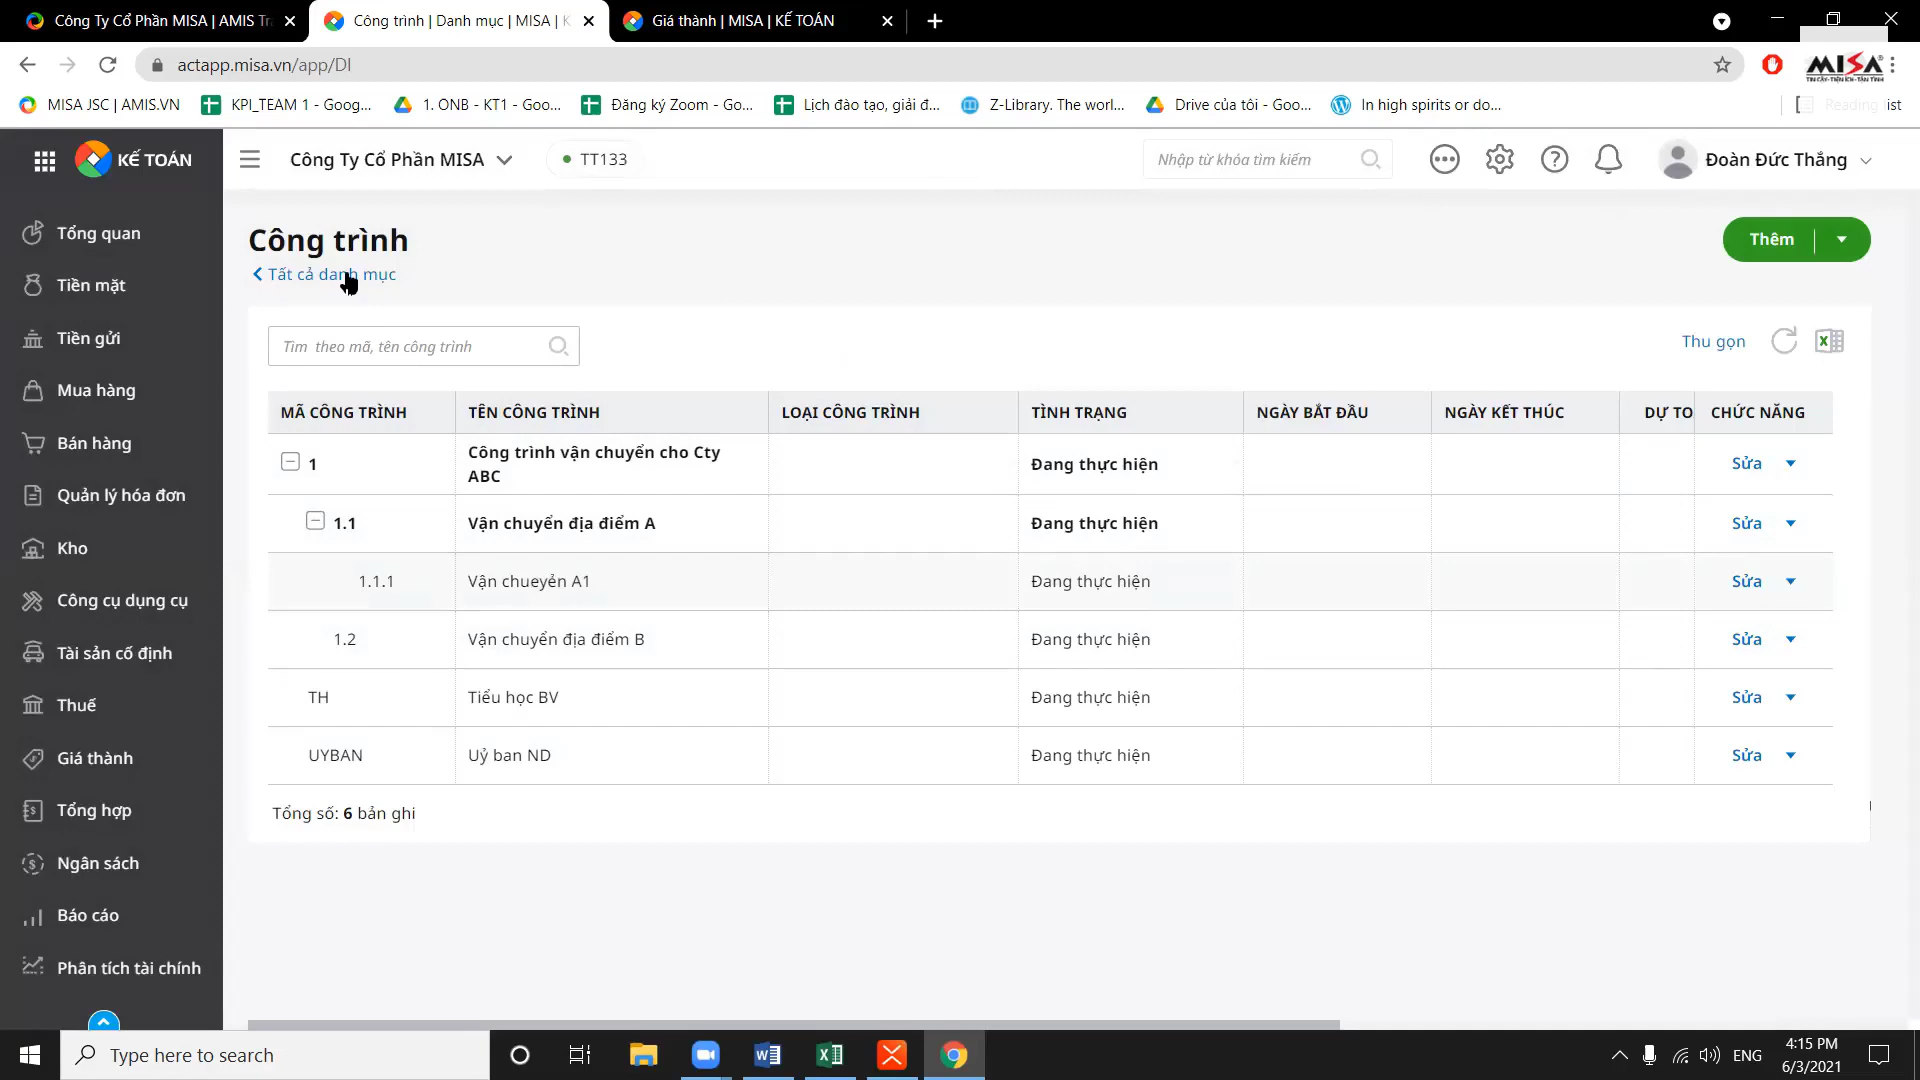 Công Ty Cổ Phần MISA | AMIS Tr
Công trình | Danh mục | MISA | K
Giá thành | MISA | KẾ TOÁN
actapp.misa.vn/app/DI
MISA
TIN CẬY-TIỆN ÍCH-TẬN TÌNH
MISA JSC | AMIS.VN
KPI_TEAM 1 - Goog...
1. ONB - KT1 - Goo...
Đăng ký Zoom - Go...
Lịch đào tạo, giải đ...
Z-Library. The worl...
Drive của tôi - Goo...
In high spirits or do...
Reading list
KẾ TOÁN
Công Ty Cổ Phần MISA
TT133
Nhập từ khóa tìm kiếm
Đoàn Đức Thắng
Tổng quan
Tiền mặt
Tiền gửi
Mua hàng
Bán hàng
Quản lý hóa đơn
Kho
Công cụ dụng cụ
Tài sản cố định
Thuế
Giá thành
Tổng hợp
Ngân sách
Báo cáo
Phân tích tài chính
Công trình
Tất cả danh mục
Thêm
Tìm theo mã, tên công trình
Thu gọn
MÃ CÔNG TRÌNH TÊN CÔNG TRÌNH LOẠI CÔNG TRÌNH TÌNH TRẠNG NGÀY BẮT ĐẦU NGÀY KẾT THÚC DỰ TO CHỨC NĂNG
1 Công trình vận chuyển cho Cty ABC Đang thực hiện Sửa
1.1 Vận chuyển địa điểm A Đang thực hiện Sửa
1.1.1 Vận chueyển A1 Đang thực hiện Sửa
1.2 Vận chuyển địa điểm B Đang thực hiện Sửa
TH Tiểu học BV Đang thực hiện Sửa
UYBAN Uỷ ban ND Đang thực hiện Sửa
Tổng số: 6 bản ghi
Type here to search
ENG
4:15 PM
6/3/2021